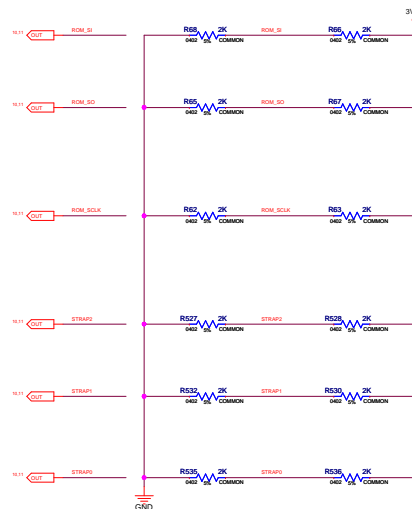 3V
10,11 OUT ROM_SI R68 2K ROM_SI R66 2K
0402 5% COMMON 0402 5% COMMON
10,11 OUT ROM_SO R65 2K ROM_SO R67 2K
0402 5% COMMON 0402 5% COMMON
10,11 OUT ROM_SCLK R62 2K ROM_SCLK R63 2K
0402 5% COMMON 0402 5% COMMON
10,11 OUT STRAP2 R527 2K STRAP2 R528 2K
0402 5% COMMON 0402 5% COMMON
10,11 OUT STRAP1 R532 2K STRAP1 R530 2K
0402 5% COMMON 0402 5% COMMON
10,11 OUT STRAP0 R535 2K STRAP0 R536 2K
0402 5% COMMON 0402 5% COMMON
GND